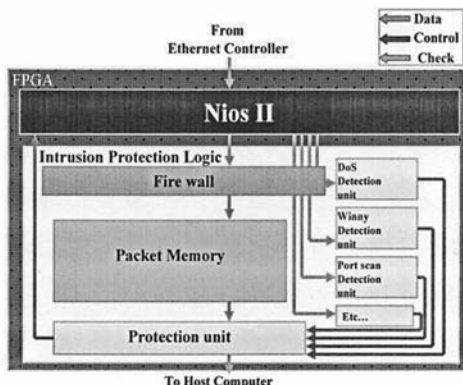 From
Ethernet Controller
Data
Control
Check
FPGA
Nios II
Intrusion Protection Logic
Fire wall
DoS
Detection
unit
Winny
Detection
unit
Packet Memory
Port scan
Detection
unit
Etc...
Protection unit
To Host Computer